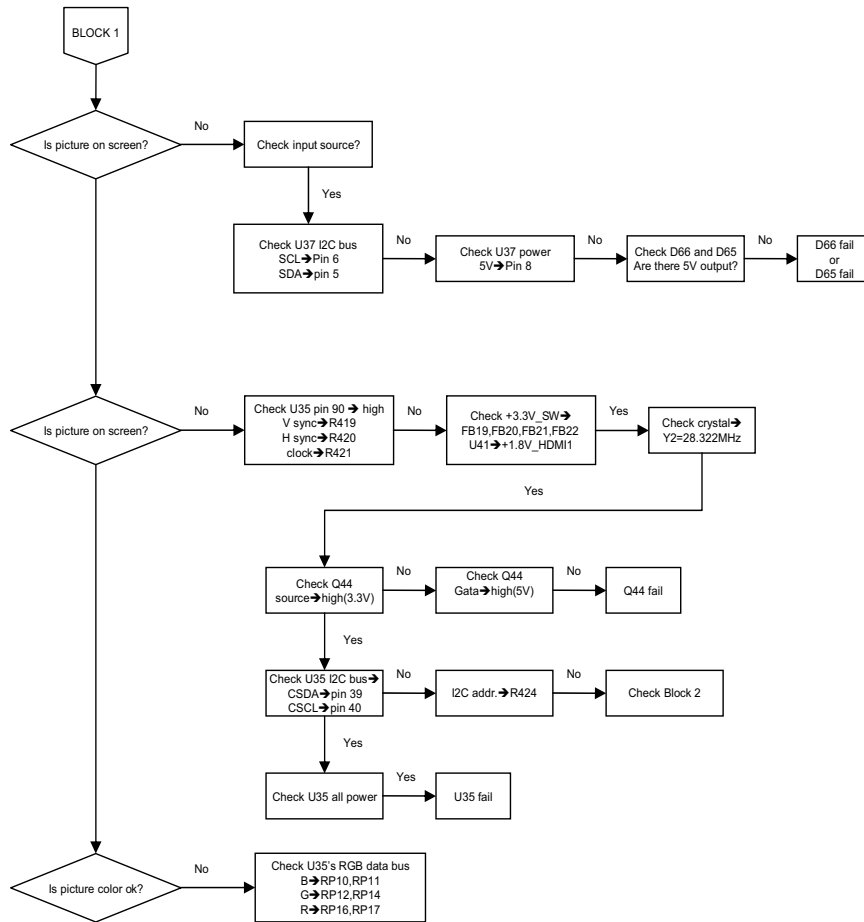 BLOCK 1
Is picture on screen?
No
Check input source?
Yes
Check U37 I2C bus
SCL➔Pin 6
SDA➔pin 5
No
Check U37 power
5V➔Pin 8
No
Check D66 and D65
Are there 5V output?
No
D66 fail
or
D65 fail
Is picture on screen?
No
Check U35 pin 90 ➔ high
V sync➔R419
H sync➔R420
clock➔R421
No
Check +3.3V_SW➔
FB19,FB20,FB21,FB22
U41➔+1.8V_HDMI1
Yes
Check crystal➔
Y2=28.322MHz
Yes
Check Q44
source➔high(3.3V)
No
Check Q44
Gata➔high(5V)
No
Q44 fail
Yes
Check U35 I2C bus➔
CSDA➔pin 39
CSCL➔pin 40
No
I2C addr.➔R424
No
Check Block 2
Yes
Check U35 all power
Yes
U35 fail
Is picture color ok?
No
Check U35's RGB data bus
B➔RP10,RP11
G➔RP12,RP14
R➔RP16,RP17